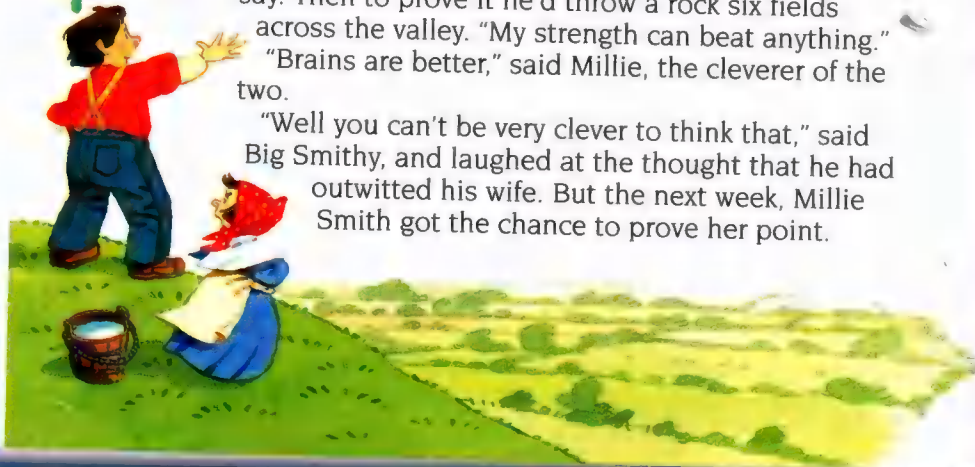 say. Then to prove it he'd throw a rock six fields
across the valley. "My strength can beat anything."
"Brains are better," said Millie, the cleverer of the
two.
"Well you can't be very clever to think that," said
Big Smithy, and laughed at the thought that he had
outwitted his wife. But the next week, Millie
Smith got the chance to prove her point.